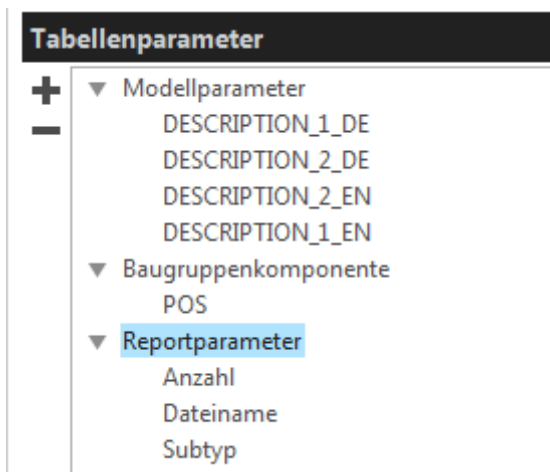 Tabellenparameter
Modellparameter
DESCRIPTION_1_DE
DESCRIPTION_2_DE
DESCRIPTION_2_EN
DESCRIPTION_1_EN
Baugruppenkomponente
POS
Reportparameter
Anzahl
Dateiname
Subtyp